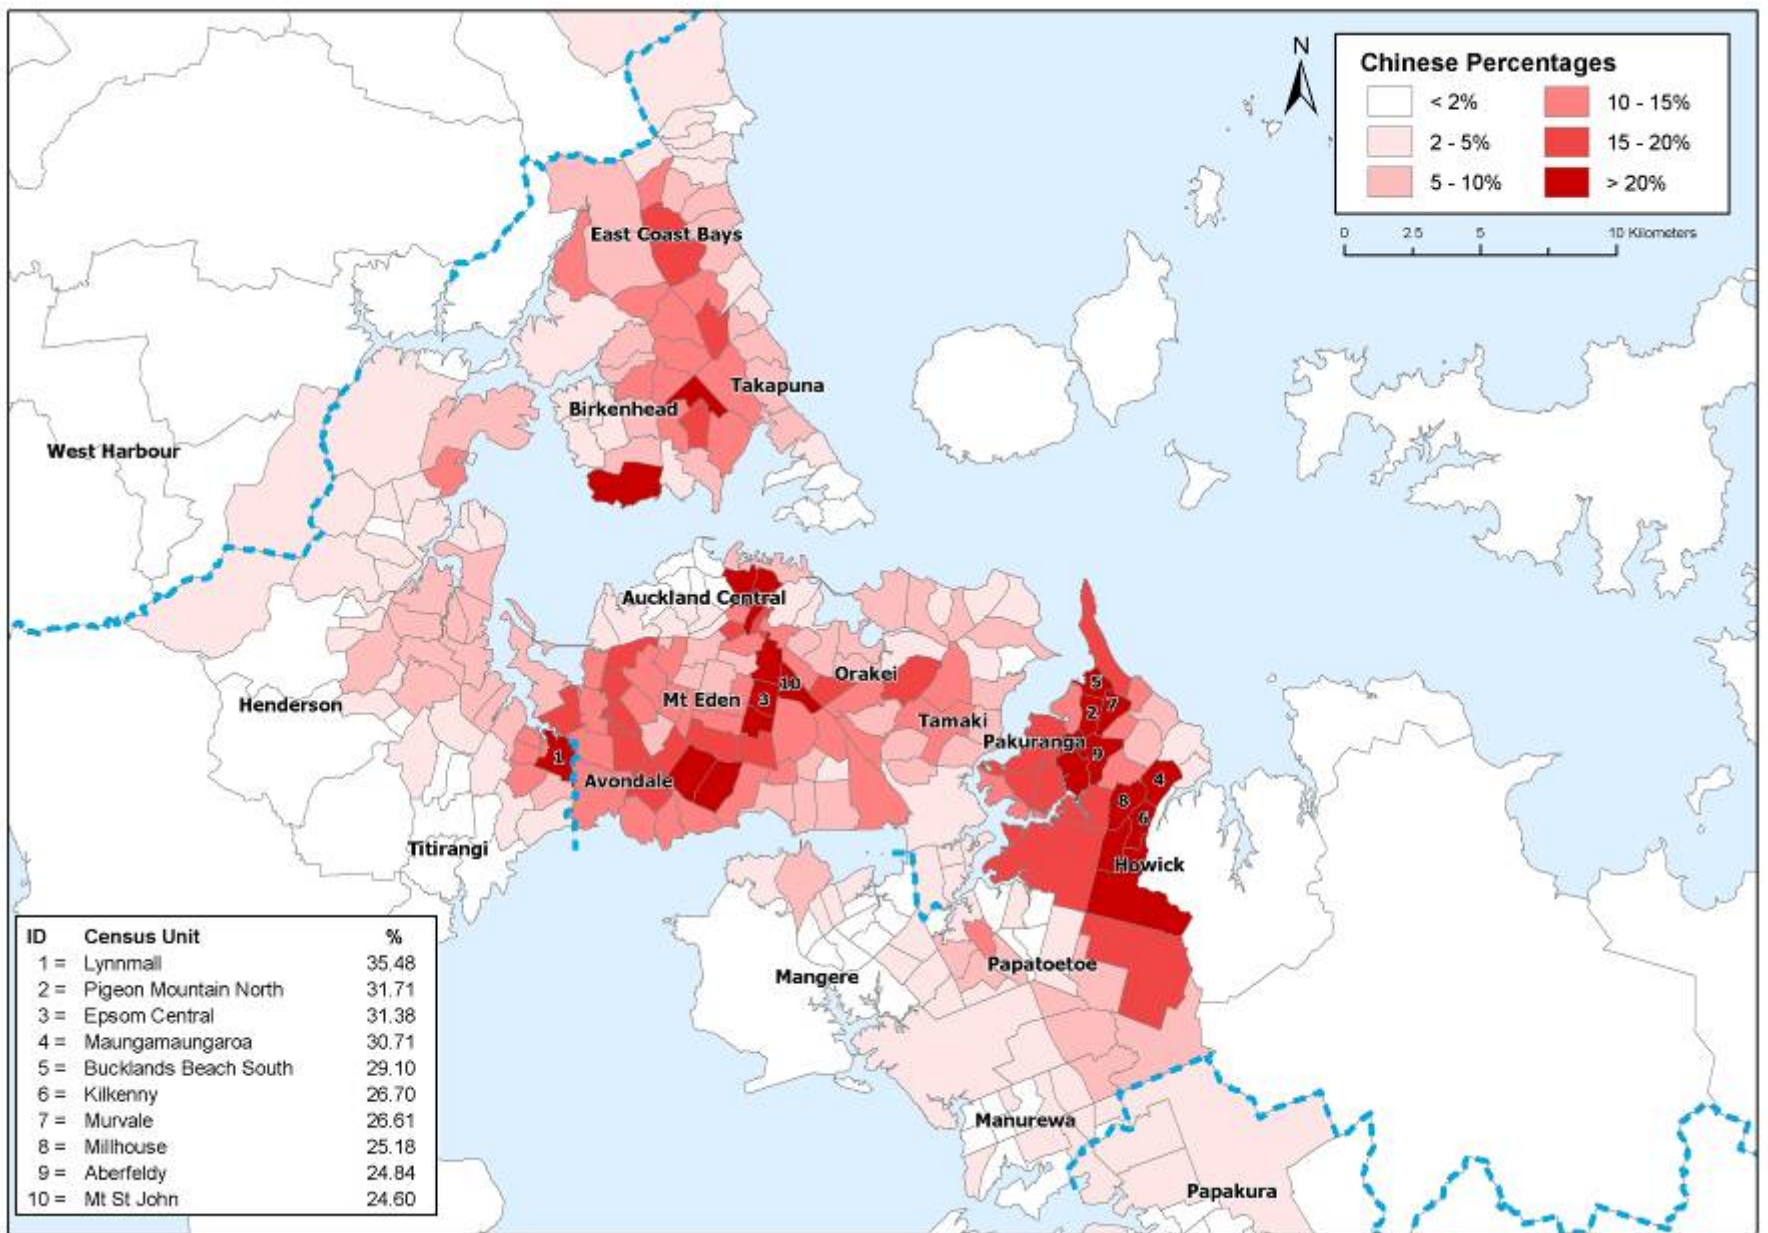 N
Chinese Percentages
< 2% 10 - 15%
2 - 5% 15 - 20%
5 - 10% > 20%
0 2.5 5 10 Kilometers
East Coast Bays
Takapuna
Birkenhead
West Harbour
Auckland Central
Orakei
10
5
Henderson
Mt Eden
3
2
7
Tamaki
Pakuranga
1
9
Avondale
4
8
6
Titirangi
Howick
Mangere
Papatoetoe
Manurewa
Papakura
ID Census Unit %
1 = Lynnmall 35.48
2 = Pigeon Mountain North 31.71
3 = Epsom Central 31.38
4 = Maungamaungaroa 30.71
5 = Bucklands Beach South 29.10
6 = Kilkenny 26.70
7 = Murvale 26.61
8 = Millhouse 25.18
9 = Aberfeldy 24.84
10 = Mt St John 24.60